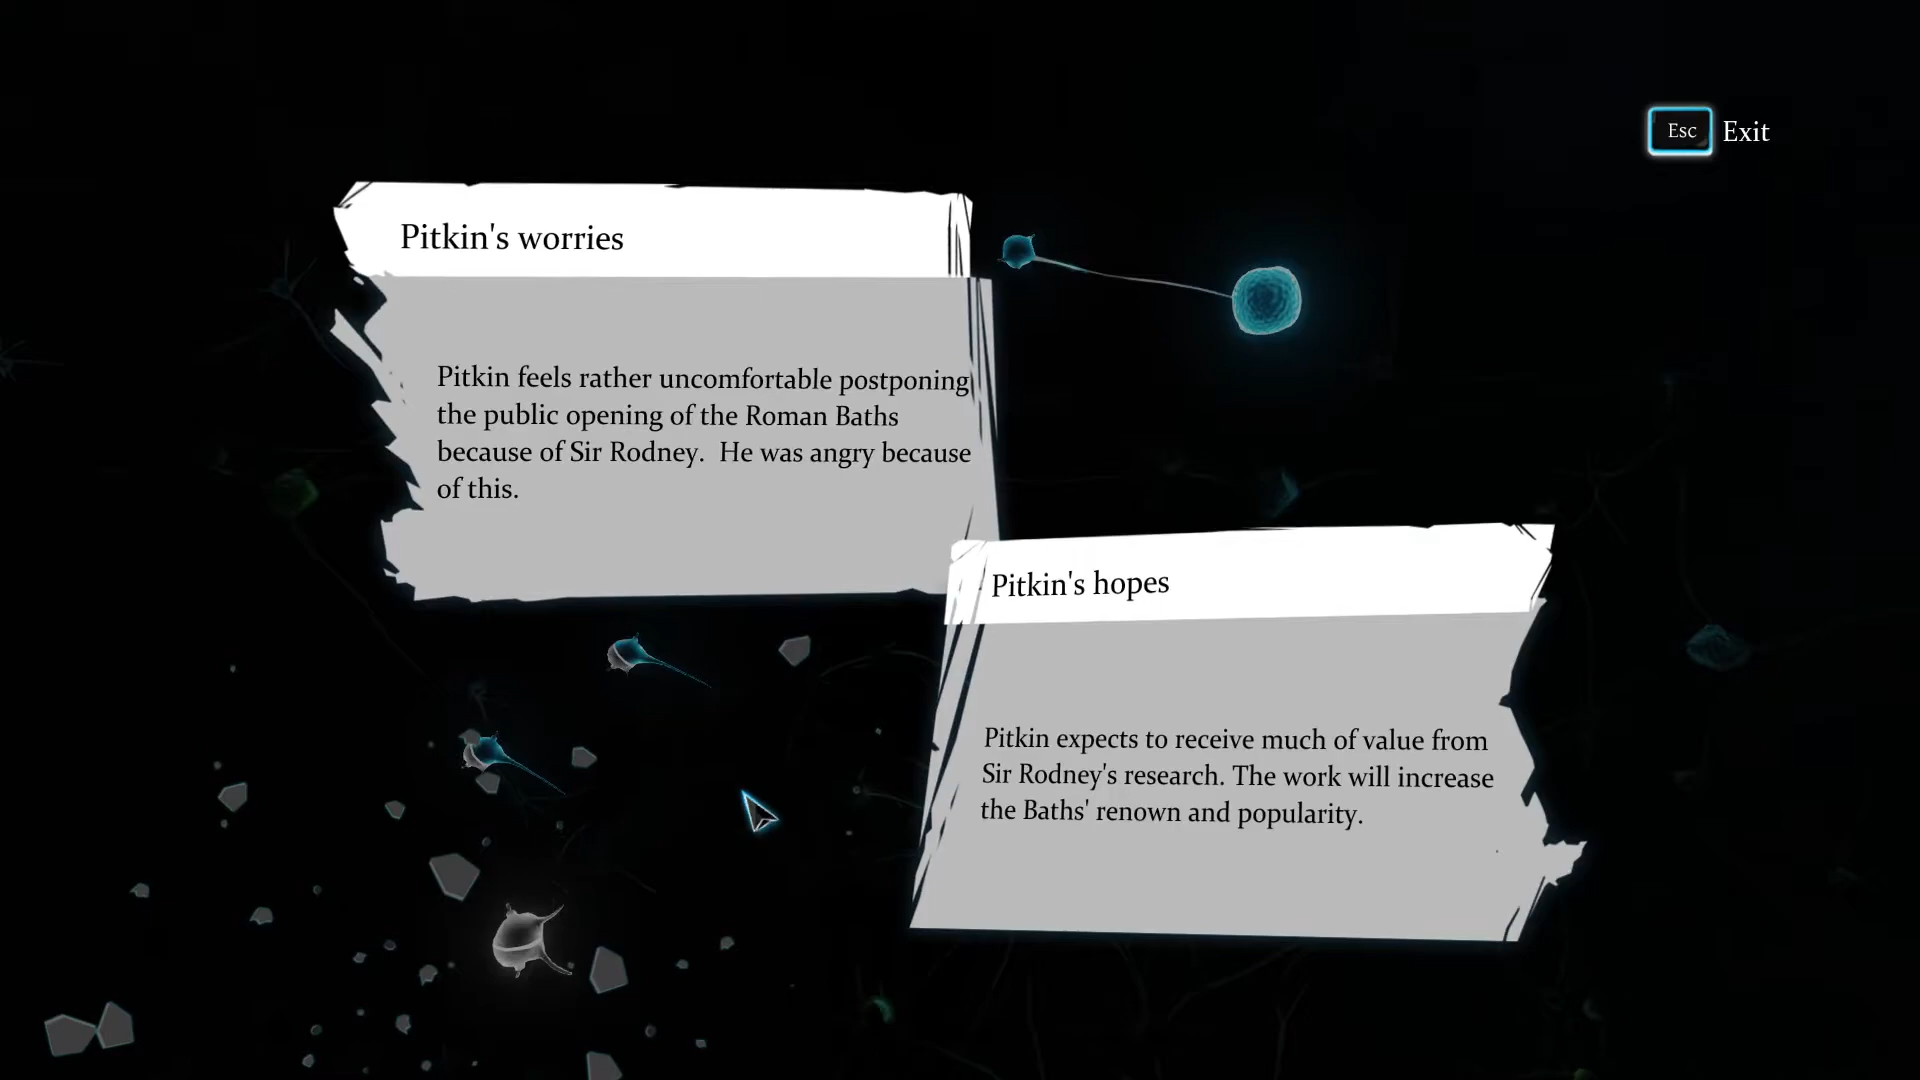 Esc Exit
Pitkin's worries
Pitkin feels rather uncomfortable postponing
the public opening of the Roman Baths
because of Sir Rodney.  He was angry because
of this.
Pitkin's hopes
Pitkin expects to receive much of value from
Sir Rodney's research. The work will increase
the Baths' renown and popularity.